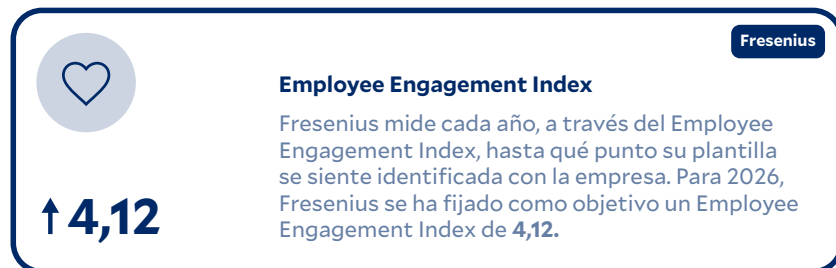 Fresenius
Employee Engagement Index
Fresenius mide cada año, a través del Employee
Engagement Index, hasta qué punto su plantilla
se siente identificada con la empresa. Para 2026,
Fresenius se ha fijado como objetivo un Employee
Engagement Index de 4,12.
↑ 4,12